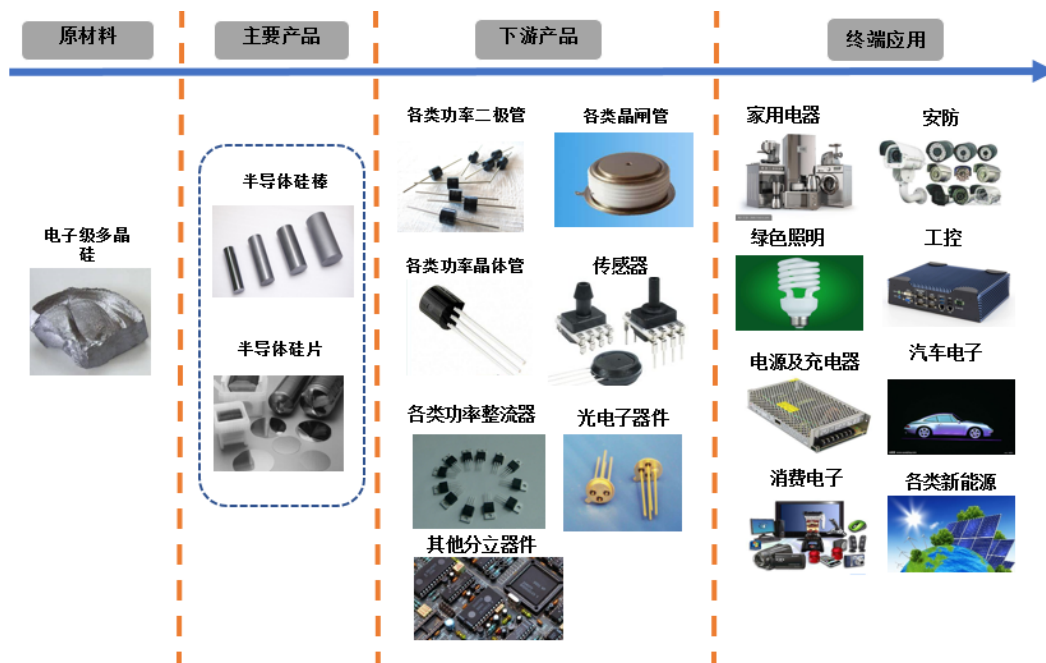 原材料
主要产品
下游产品
终端应用
电子级多晶
硅
半导体硅棒
半导体硅片
各类功率二极管
各类晶闸管
各类功率晶体管
传感器
各类功率整流器
光电子器件
其他分立器件
家用电器
安防
绿色照明
工控
电源及充电器
汽车电子
消费电子
各类新能源